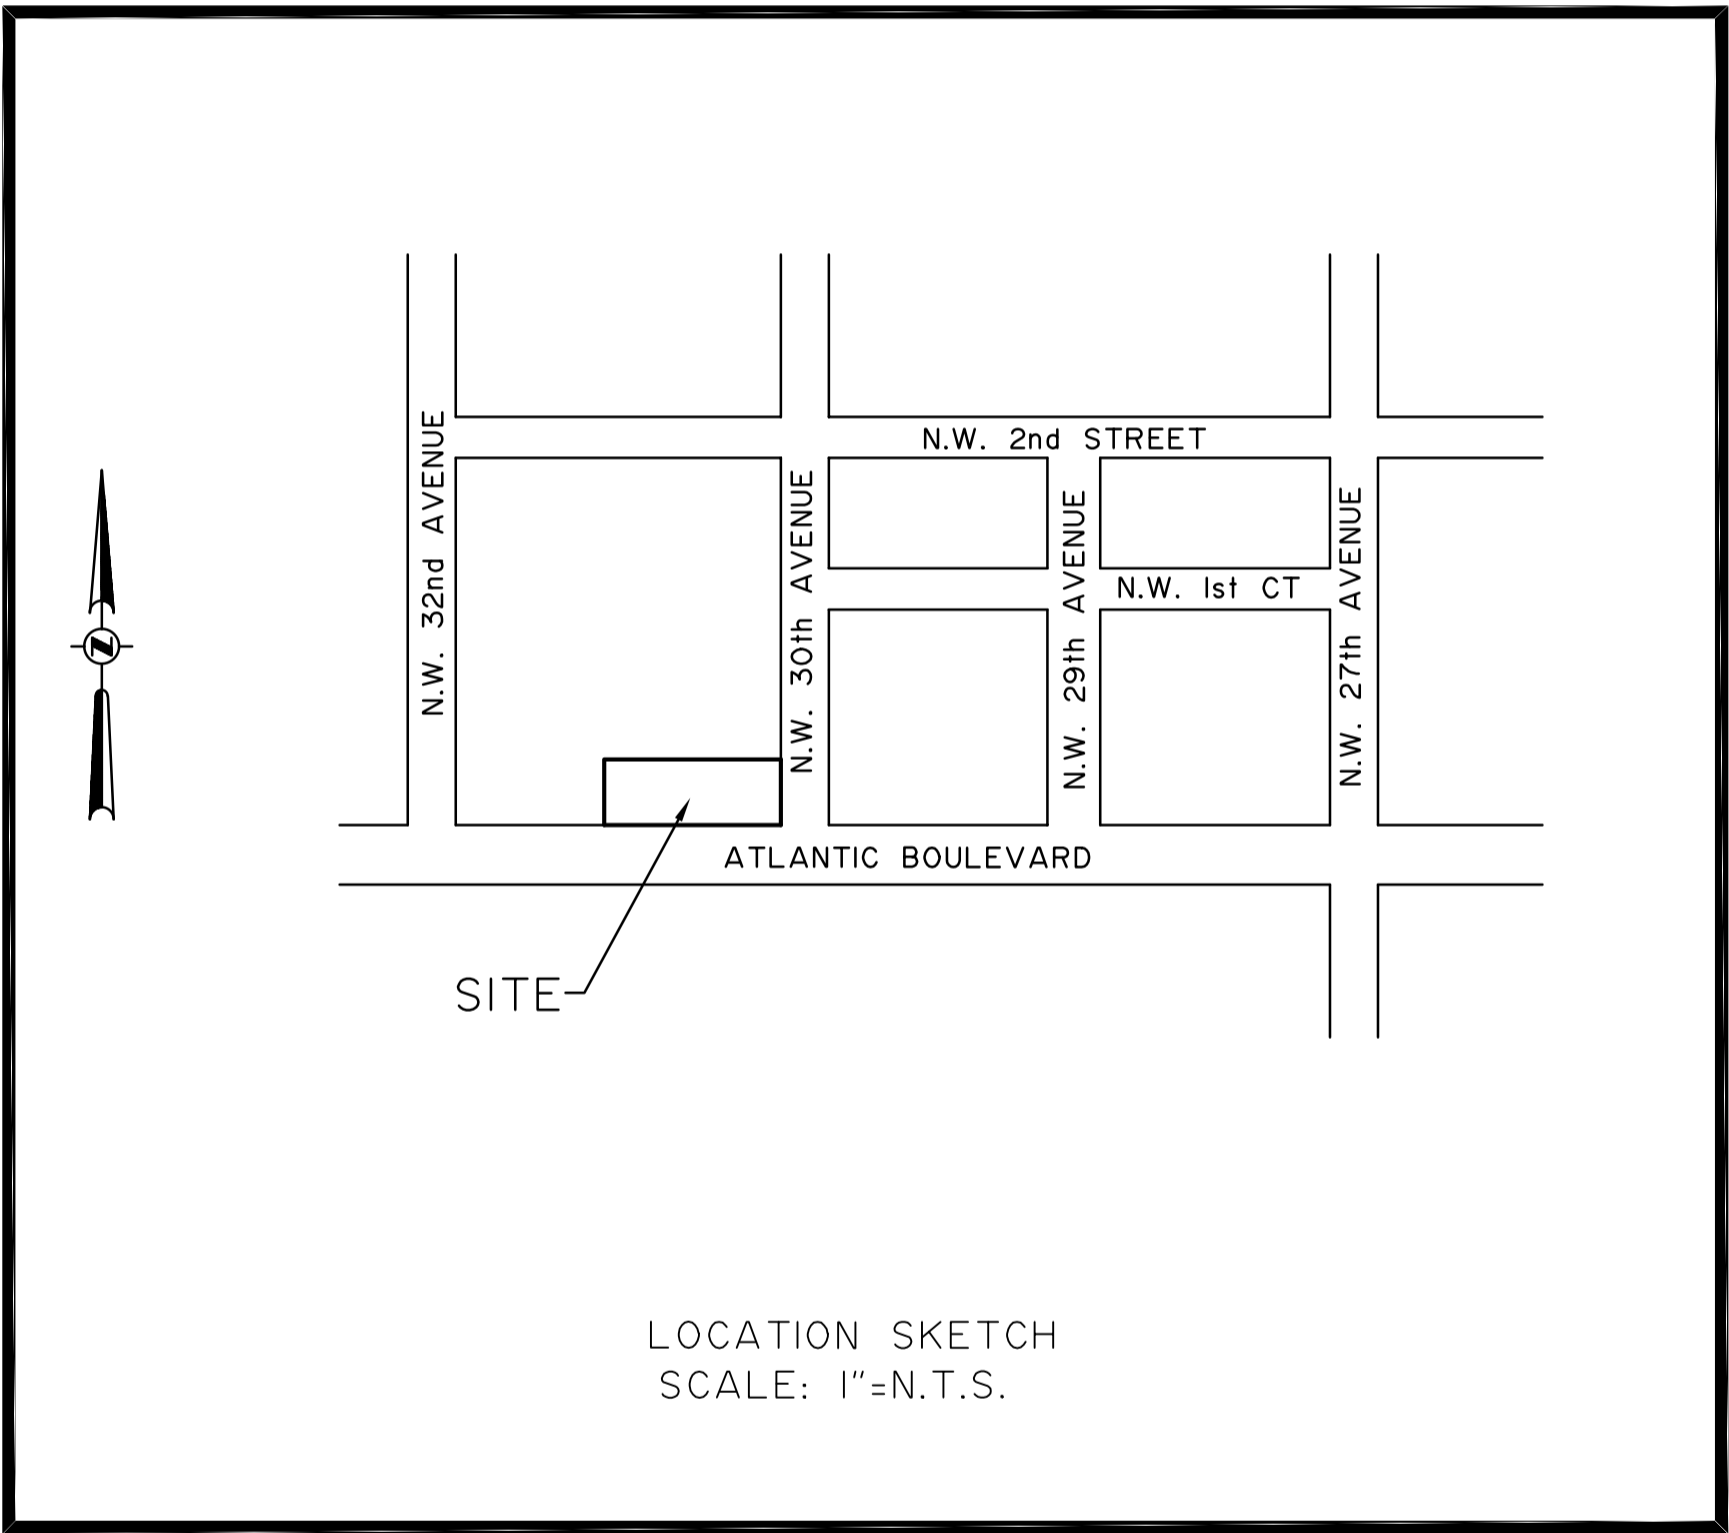 N.W. 2nd STREET
N.W. 32nd AVENUE
N.W. 30th AVENUE
N.W. 29th AVENUE
N.W. 27th AVENUE
N.W. 1st CT
N
ATLANTIC BOULEVARD
SITE
LOCATION SKETCH
SCALE: 1"=N.T.S.